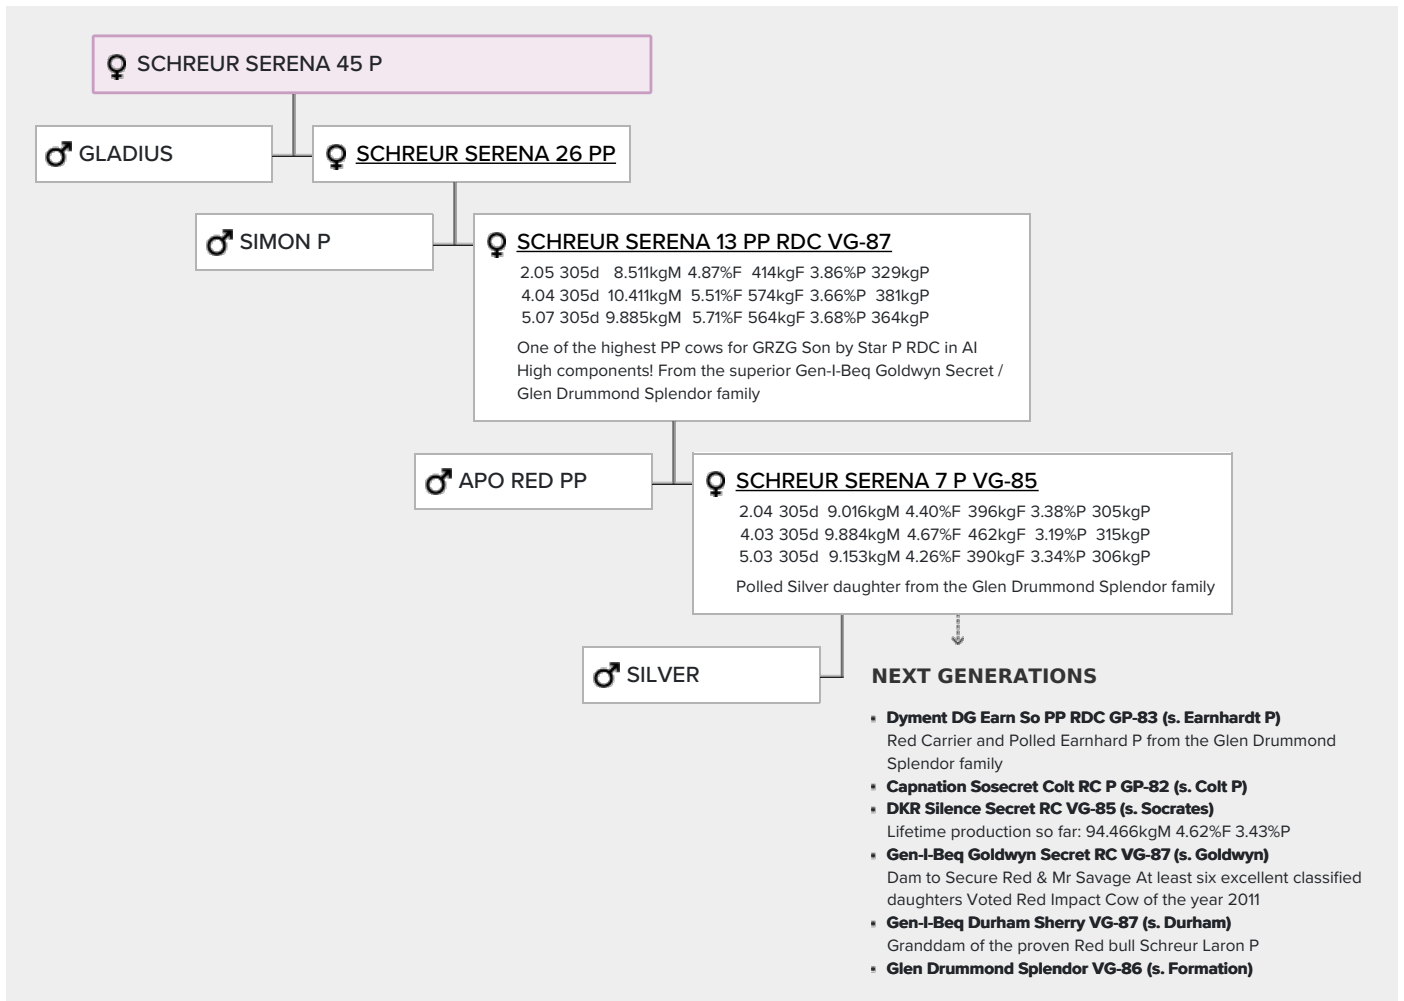 SCHREUR SERENA 45 P
GLADIUS
SCHREUR SERENA 26 PP
SIMON P
SCHREUR SERENA 13 PP RDC VG-87
2.05 305d 8.511kgM 4.87%F 414kgF 3.86%P 329kgP
4.04 305d 10.411kgM 5.51%F 574kgF 3.66%P 381kgP
5.07 305d 9.885kgM 5.71%F 564kgF 3.68%P 364kgP
One of the highest PP cows for GRZG Son by Star P RDC in AI
High components! From the superior Gen-I-Beq Goldwyn Secret /
Glen Drummond Splendor family
APO RED PP
SCHREUR SERENA 7 P VG-85
2.04 305d 9.016kgM 4.40%F 396kgF 3.38%P 305kgP
4.03 305d 9.884kgM 4.67%F 462kgF 3.19%P 315kgP
5.03 305d 9.153kgM 4.26%F 390kgF 3.34%P 306kgP
Polled Silver daughter from the Glen Drummond Splendor family
SILVER
NEXT GENERATIONS
Dyment DG Earn So PP RDC GP-83 (s. Earnhardt P)
Red Carrier and Polled Earnhard P from the Glen Drummond
Splendor family
Capnation Sosecret Colt RC P GP-82 (s. Colt P)
DKR Silence Secret RC VG-85 (s. Socrates)
Lifetime production so far: 94.466kgM 4.62%F 3.43%P
Gen-I-Beq Goldwyn Secret RC VG-87 (s. Goldwyn)
Dam to Secure Red & Mr Savage At least six excellent classified
daughters Voted Red Impact Cow of the year 2011
Gen-I-Beq Durham Sherry VG-87 (s. Durham)
Granddam of the proven Red bull Schreur Laron P
Glen Drummond Splendor VG-86 (s. Formation)